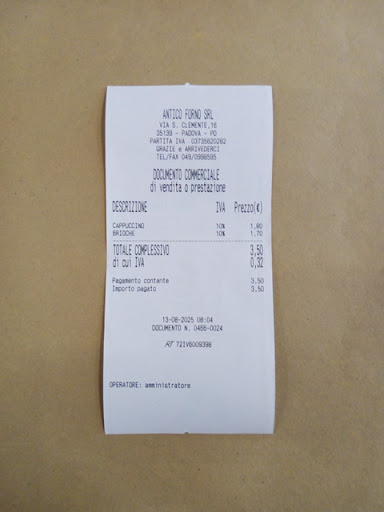 ANTICO FORNO SRL
VIA S. CLEMENTE,16
35139 - PADOVA - PD
PARTITA IVA 03735620282
GRAZIE e ARRIVEDERCI
TEL/FAX 049/0998595
DOCUMENTO COMMERCIALE
di vendita o prestazione
DESCRIZIONE IVA Prezzo(€)
CAPPUCCINO 10% 1,80
BRIOCHE 10% 1,70
TOTALE COMPLESSIVO 3,50
di cui IVA 0,32
Pagamento contante 3,50
Importo pagato 3,50
13-08-2025 08:04
DOCUMENTO N. 0466-0024
RT 72IV6009398
OPERATORE: amministratore